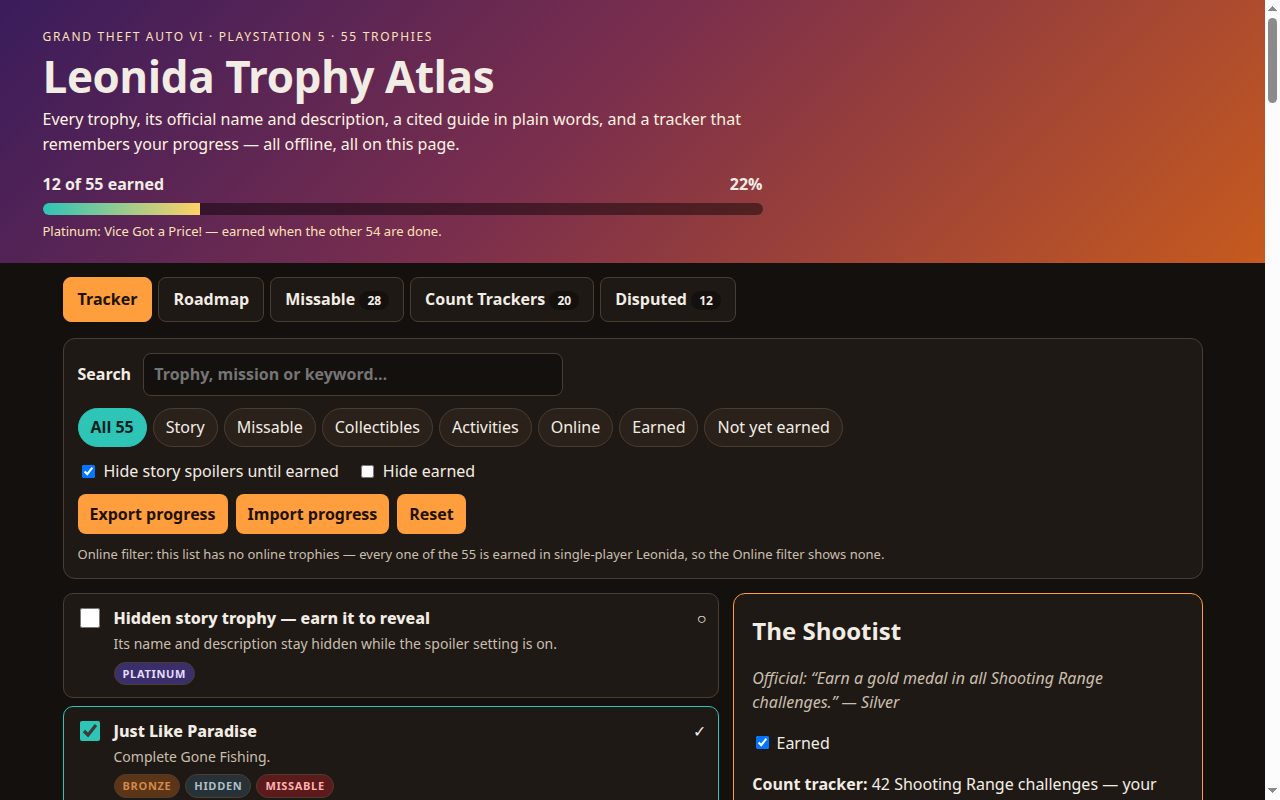 GRAND THEFT AUTO VI · PLAYSTATION 5 · 55 TROPHIES
Leonida Trophy Atlas
Every trophy, its official name and description, a cited guide in plain words, and a tracker that
remembers your progress — all offline, all on this page.
12 of 55 earned 22%
Platinum: Vice Got a Price! — earned when the other 54 are done.
Tracker Roadmap Missable 28 Count Trackers 20 Disputed 12
Search Trophy, mission or keyword...
All 55 Story Missable Collectibles Activities Online Earned Not yet earned
Hide story spoilers until earned Hide earned
Export progress Import progress Reset
Online filter: this list has no online trophies — every one of the 55 is earned in single-player Leonida, so the Online filter shows none.
Hidden story trophy — earn it to reveal
Its name and description stay hidden while the spoiler setting is on.
PLATINUM
Just Like Paradise
Complete Gone Fishing.
BRONZE HIDDEN MISSABLE
The Shootist
Official: “Earn a gold medal in all Shooting Range
challenges.” — Silver
Earned
Count tracker: 42 Shooting Range challenges — your